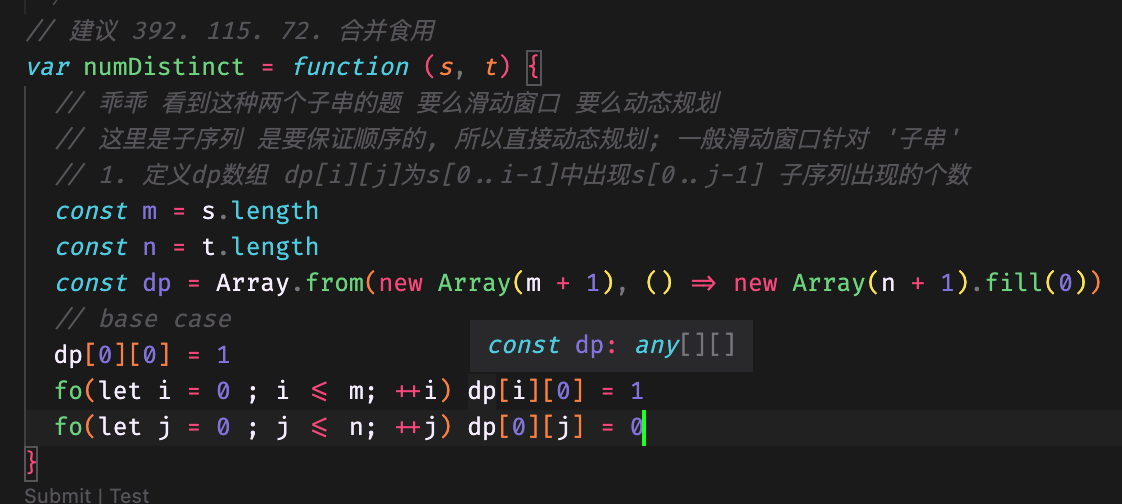 // 建议 392. 115. 72. 合并食用
var numDistinct = function (s, t) {
// 乖乖 看到这种两个子串的题 要么滑动窗口 要么动态规划
// 这里是子序列 是要保证顺序的, 所以直接动态规划; 一般滑动窗口针对 '子串'
// 1. 定义dp数组 dp[i][j]为s[0..i-1]中出现s[0..j-1] 子序列出现的个数
const m = s.length
const n = t.length
const dp = Array.from(new Array(m + 1), () => new Array(n + 1).fill(0))
// base case
dp[0][0] = 1
const dp: any[][]
fo(let i = 0 ; i <= m; ++i) dp[i][0] = 1
fo(let j = 0 ; j <= n; ++j) dp[0][j] = 0
}
Submit | Test